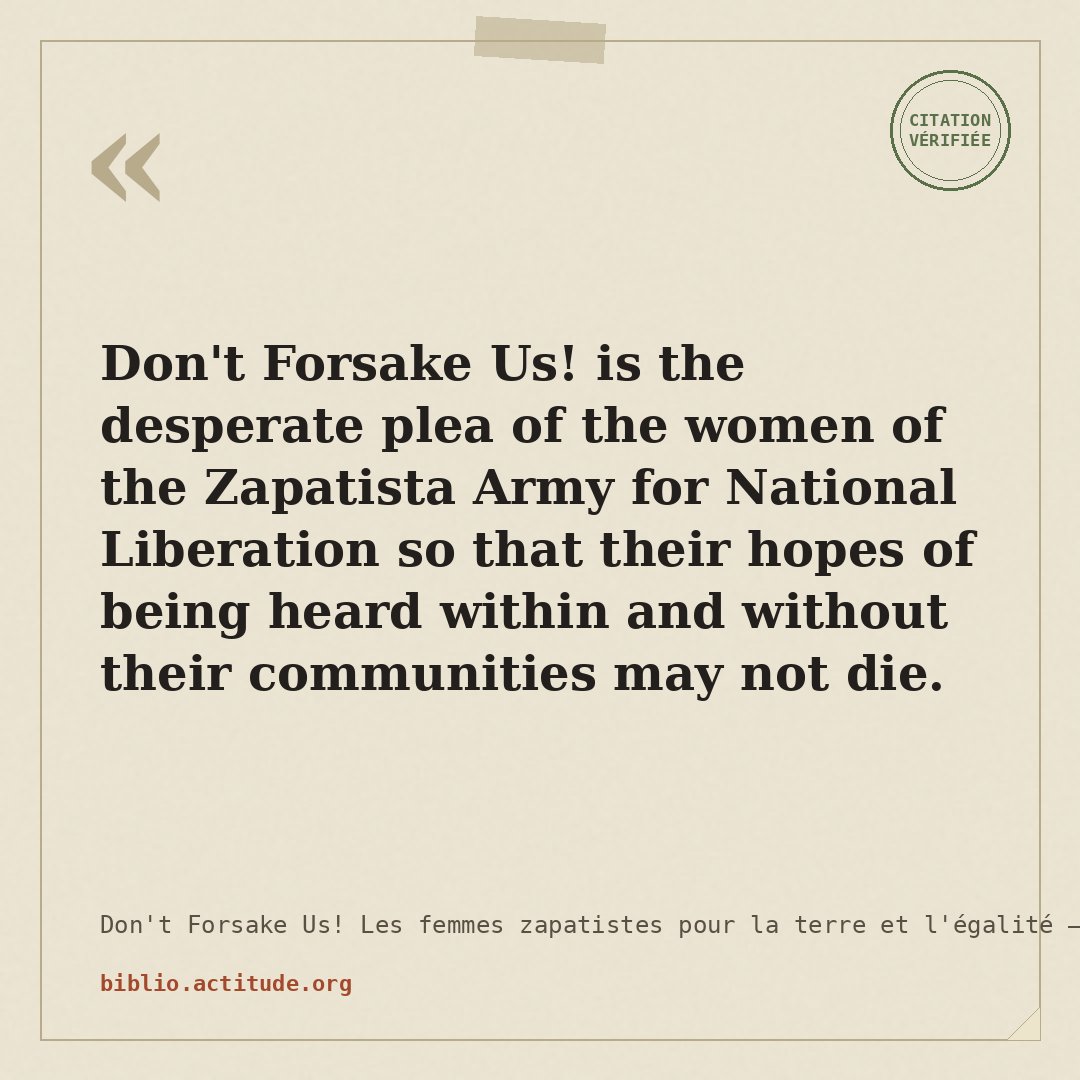 «
CITATION
VÉRIFIÉE
Don't Forsake Us! is the
desperate plea of the women of
the Zapatista Army for National
Liberation so that their hopes of
being heard within and without
their communities may not die.
Don't Forsake Us! Les femmes zapatistes pour la terre et l'égalité —
biblio.actitude.org